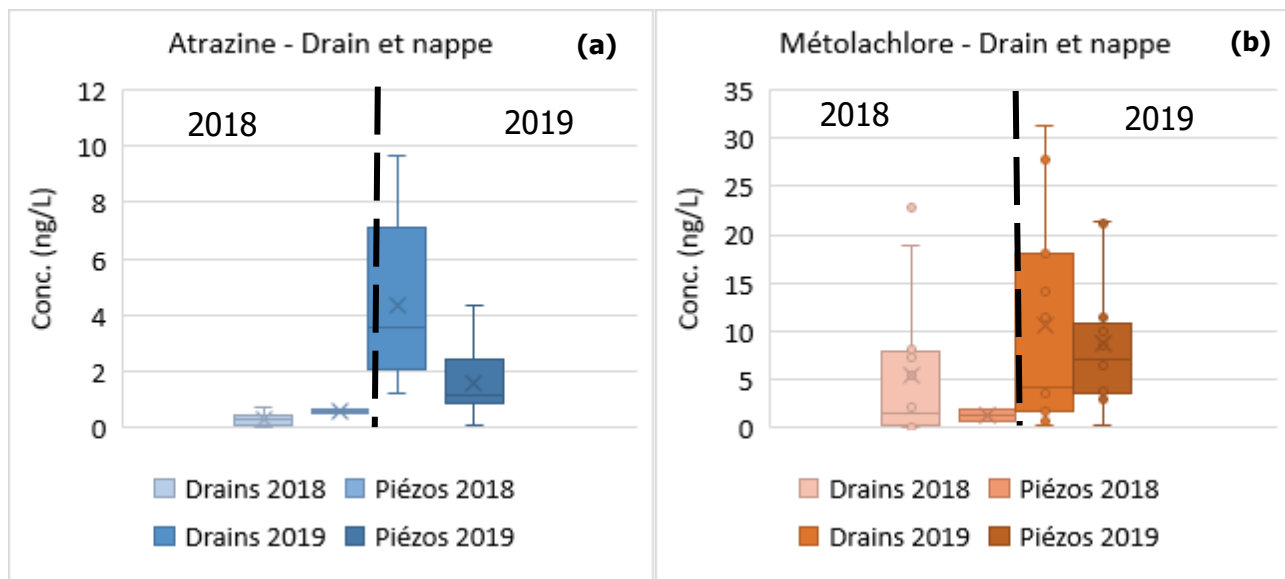 Atrazine - Drain et nappe (a)
12
10
8
6
4
2
0
Conc. (ng/L)
2018
2019
Drains 2018 Piézos 2018
Drains 2019 Piézos 2019
Métolachlore - Drain et nappe (b)
35
30
25
20
15
10
5
0
Conc. (ng/L)
2018
2019
Drains 2018 Piézos 2018
Drains 2019 Piézos 2019